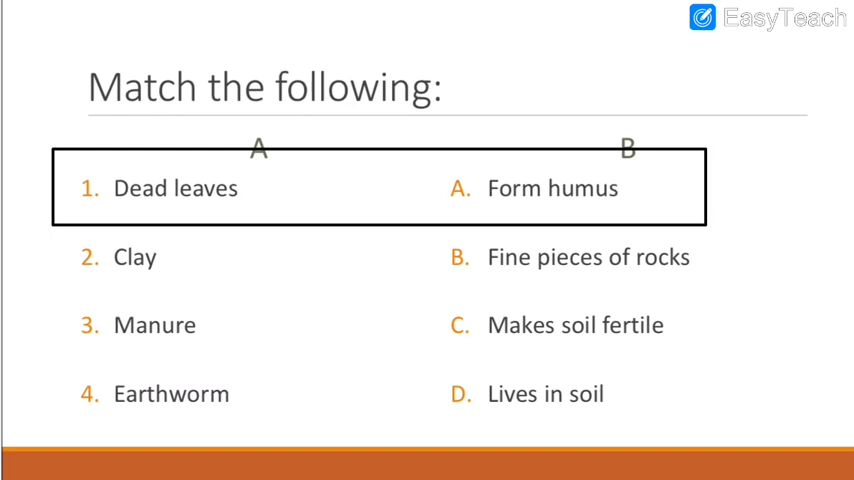 EasyTeach
Match the following:
A B
1. Dead leaves A. Form humus
2. Clay B. Fine pieces of rocks
3. Manure C. Makes soil fertile
4. Earthworm D. Lives in soil